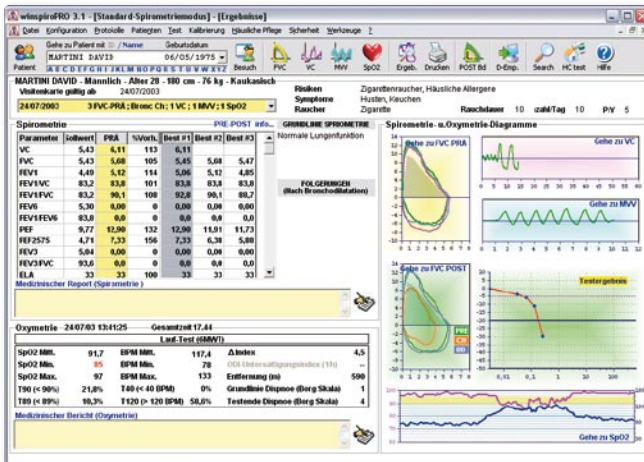 winspiroPRO 3.1 - [Standard-Spirometriemodus] - [Ergebnisse]
Datei Konfiguration Protokolle Patienten Test Kalibrierung Häusliche Pflege Sicherheit Werkzeuge ?
Gehe zu Patient mit ID / Name Geburtsdatum
Patient MARTINI DAVID 06/05/1975 Besuch FVC VC MVV SpO2 Ergeb. Drucken POST Bd D-Emp. Search HC test Hilfe
A B C D E F G H I J K L M N O P Q R S T U V W X Y Z
MARTINI DAVID - Männlich - Alter 28 - 180 cm - 76 kg - Kaukasisch
Visitenkarte gültig ab 24/07/2003
24/07/2003 3 FVC-PRÄ ; Bronc Ch ; 1 VC ; 1 MVV ; 1 SpO2
Risiken Zigarettenraucher, Häusliche Allergene
Symptome Husten, Keuchen
Raucher Zigarette Rauchdauer 10 :zahl/Tag 10 P/Y 5
Spirometrie PRE-POST info...
Parameter Sollwert PRÄ %Vorh. Best #1 Best #2 Best #3
VC 5,43 6,11 113 6,11
FVC 5,43 5,68 105 5,45 5,68 5,47
FEV1 4,49 5,12 114 5,06 5,12 4,85
FEV1/VC 83,2 83,8 101 83,8 83,8 83,8
FEV1/FVC 83,2 90,1 108 92,8 90,1 88,7
FEV6 5,30 0,00 0 0,0 0,0
FEV1/FEV6 83,8 0,0 0 0,0 0,0
PEF 9,77 12,90 132 12,90 11,91 11,73
FEF2575 4,71 7,33 156 7,33 6,38 5,80
FEV3 5,04 0,00 0 0,0 0,0
FEV3/FVC 93,6 0,0 0 0,0 0,0
ELA 33 33 100 33 33 33
Medizinischer Report (Spirometrie)
GRUNDLINIE SPIROMETRIE
Normale Lungenfunktion
FOLGERUNGEN
(Nach Bronchodilatation)
Spirometrie- u.Oxymetrie-Diagramme
Gehe zu FVC PRÄ
Gehe zu VC
Gehe zu MVV
Gehe zu FVC POST
PRE
CH
BD
Testergebnis
0,01 0,1 1 10 100
Gehe zu SpO2
Oxymetrie 24/07/03 13:41:25 Gesamtzeit 17.44
Lauf-Test (6MWT)
SpO2 Mitt. 91,7 BPM Mitt. 117,4 Δ Index 4,5
SpO2 Min. 85 BPM Min. 78 ODI Untersättigungsindex (1h) --
SpO2 Max. 97 BPM Max. 133 Entfernung (m) 590
T90 (< 90%) 21,8% T40 (< 40 BPM) 0% Grundlinie Dispnoe (Borg Skala) 1
T89 (< 89%) 10,3% T120 (> 120 BPM) 58,6% Testende Dispnoe (Borg Skala) 4
Medizinischer Bericht (Oxymetrie)